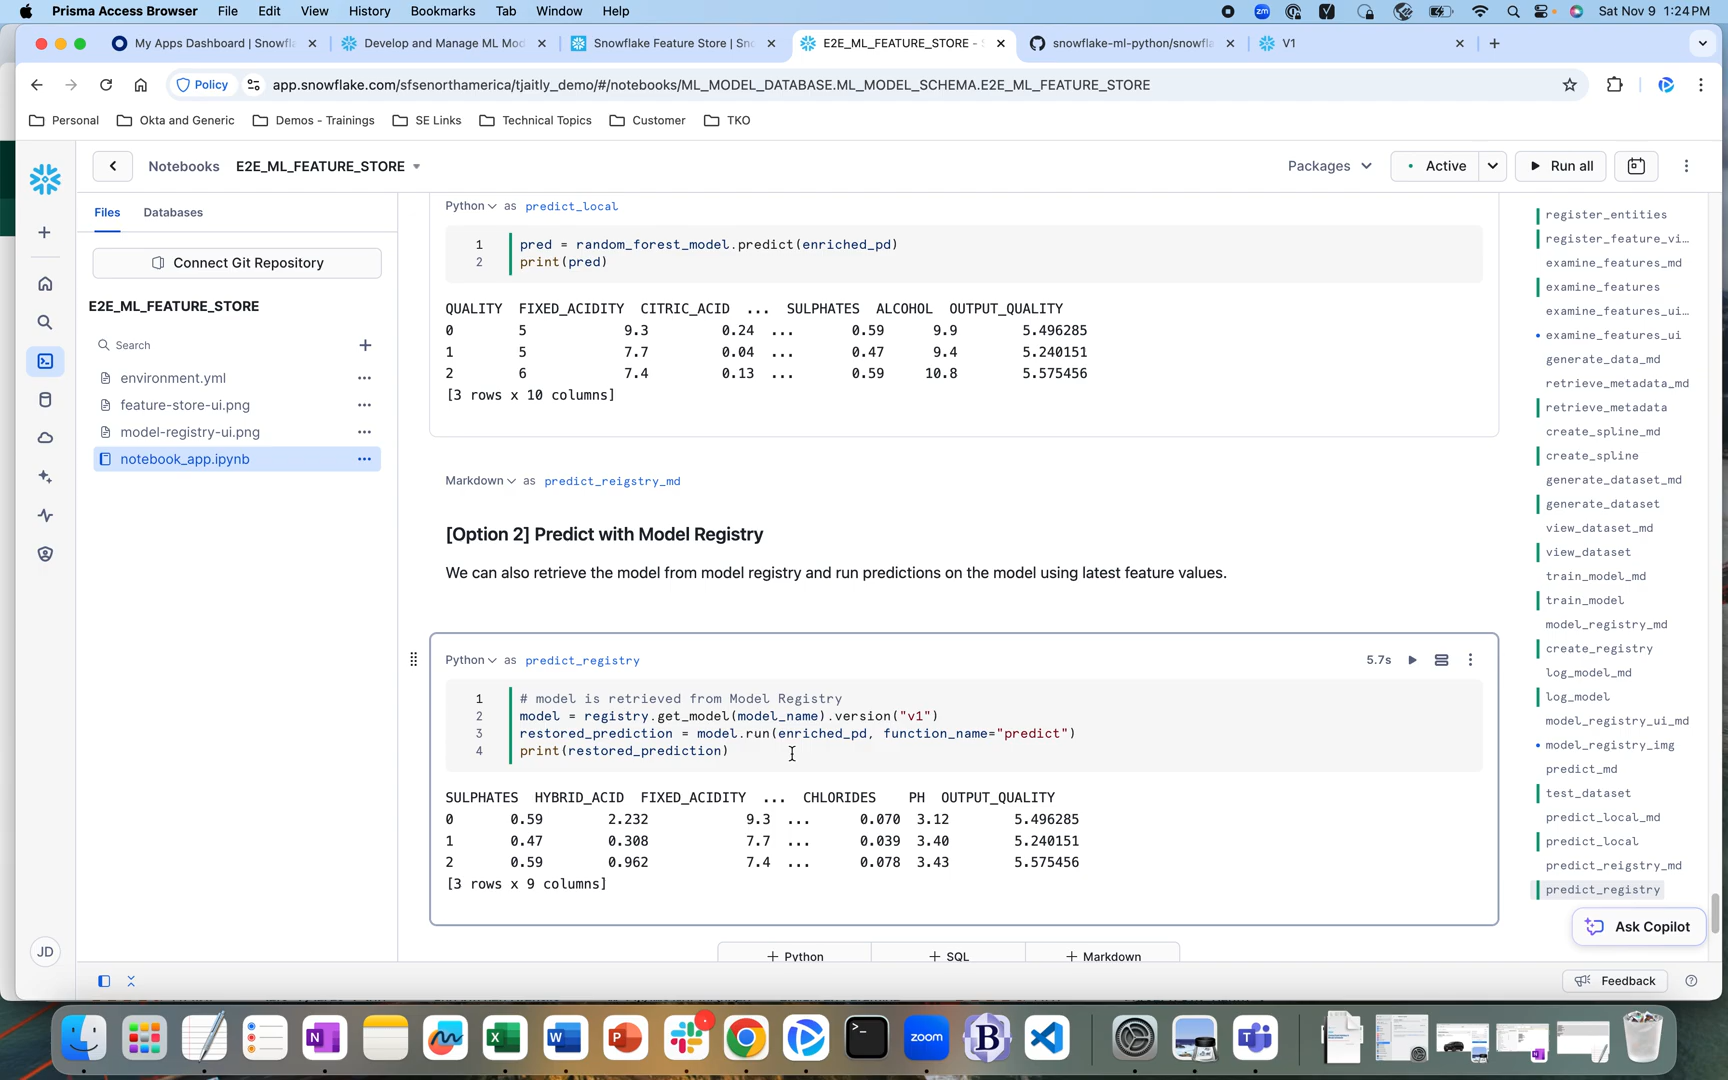 Prisma Access Browser File Edit View History Bookmarks Tab Window Help
zm Sat Nov 9 1:24 PM
My Apps Dashboard | Snowfl
Develop and Manage ML Mod
Snowflake Feature Store | Sno
E2E_ML_FEATURE_STORE - S
snowflake-ml-python/snowfla
V1
Policy app.snowflake.com/sfsenorthamerica/tjaitly_demo/#/notebooks/ML_MODEL_DATABASE.ML_MODEL_SCHEMA.E2E_ML_FEATURE_STORE
Personal Okta and Generic Demos - Trainings SE Links Technical Topics Customer TKO
Notebooks E2E_ML_FEATURE_STORE Packages Active Run all
Files Databases
Connect Git Repository
E2E_ML_FEATURE_STORE
Search
environment.yml
feature-store-ui.png
model-registry-ui.png
notebook_app.ipynb
JD
Python as predict_local
1 pred = random_forest_model.predict(enriched_pd)
2 print(pred)
QUALITY FIXED_ACIDITY CITRIC_ACID ... SULPHATES ALCOHOL OUTPUT_QUALITY
0 5 9.3 0.24 ... 0.59 9.9 5.496285
1 5 7.7 0.04 ... 0.47 9.4 5.240151
2 6 7.4 0.13 ... 0.59 10.8 5.575456
[3 rows x 10 columns]
Markdown as predict_reigstry_md
[Option 2] Predict with Model Registry
We can also retrieve the model from model registry and run predictions on the model using latest feature values.
Python as predict_registry 5.7s
1 # model is retrieved from Model Registry
2 model = registry.get_model(model_name).version("v1")
3 restored_prediction = model.run(enriched_pd, function_name="predict")
4 print(restored_prediction)
SULPHATES HYBRID_ACID FIXED_ACIDITY ... CHLORIDES PH OUTPUT_QUALITY
0 0.59 2.232 9.3 ... 0.070 3.12 5.496285
1 0.47 0.308 7.7 ... 0.039 3.40 5.240151
2 0.59 0.962 7.4 ... 0.078 3.43 5.575456
[3 rows x 9 columns]
+ Python + SQL + Markdown
register_entities
register_feature_vi...
examine_features_md
examine_features
examine_features_ui...
examine_features_ui
generate_data_md
retrieve_metadata_md
retrieve_metadata
create_spline_md
create_spline
generate_dataset_md
generate_dataset
view_dataset_md
view_dataset
train_model_md
train_model
model_registry_md
create_registry
log_model_md
log_model
model_registry_ui_md
model_registry_img
predict_md
test_dataset
predict_local_md
predict_local
predict_reigstry_md
predict_registry
Ask Copilot
Feedback
zoom